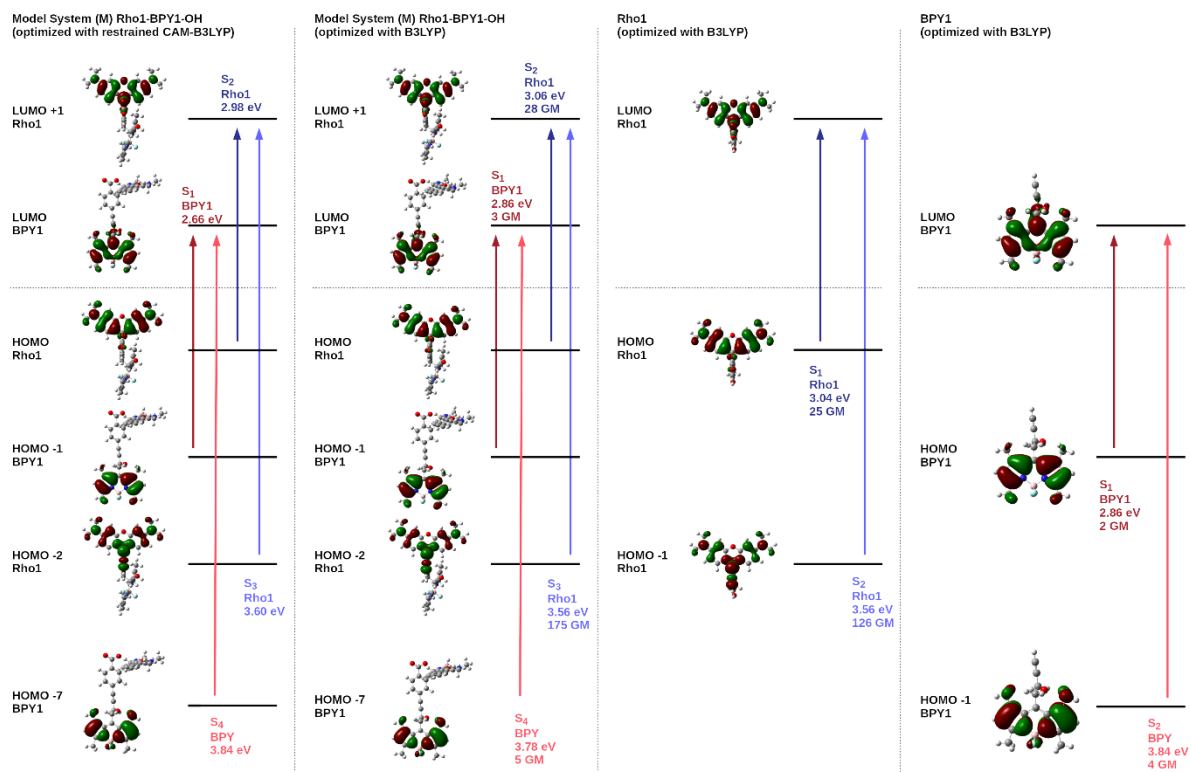 Model System (M) Rho1-BPY1-OH
(optimized with restrained CAM-B3LYP)
LUMO +1
Rho1
S2
Rho1
2.98 eV
LUMO
BPY1
S1
BPY1
2.66 eV
HOMO
Rho1
HOMO -1
BPY1
HOMO -2
Rho1
S3
Rho1
3.60 eV
HOMO -7
BPY1
S4
BPY
3.84 eV
Model System (M) Rho1-BPY1-OH
(optimized with B3LYP)
LUMO +1
Rho1
S2
Rho1
3.06 eV
28 GM
LUMO
BPY1
S1
BPY1
2.86 eV
3 GM
HOMO
Rho1
HOMO -1
BPY1
HOMO -2
Rho1
S3
Rho1
3.56 eV
175 GM
HOMO -7
BPY1
S4
BPY
3.78 eV
5 GM
Rho1
(optimized with B3LYP)
LUMO
Rho1
HOMO
Rho1
S1
Rho1
3.04 eV
25 GM
HOMO -1
Rho1
S2
Rho1
3.56 eV
126 GM
BPY1
(optimized with B3LYP)
LUMO
BPY1
HOMO
BPY1
S1
BPY1
2.86 eV
2 GM
HOMO -1
BPY1
S2
BPY
3.84 eV
4 GM